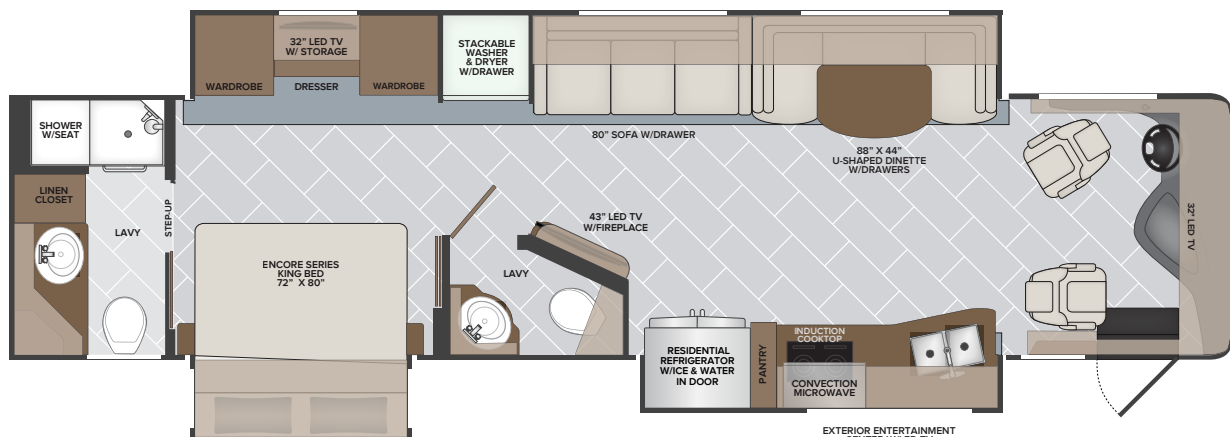 32" LED TV
W/ STORAGE
WARDROBE
DRESSER
WARDROBE
STACKABLE
WASHER
& DRYER
W/DRAWER
80" SOFA W/DRAWER
88" X 44"
U-SHAPED DINETTE
W/DRAWERS
SHOWER
W/SEAT
LINEN
CLOSET
LAVY
STEP-UP
ENCORE SERIES
KING BED
72" X 80"
43" LED TV
W/FIREPLACE
LAVY
32" LED TV
RESIDENTIAL
REFRIGERATOR
W/ICE & WATER
IN DOOR
PANTRY
INDUCTION
COOKTOP
CONVECTION
MICROWAVE
EXTERIOR ENTERTAINMENT